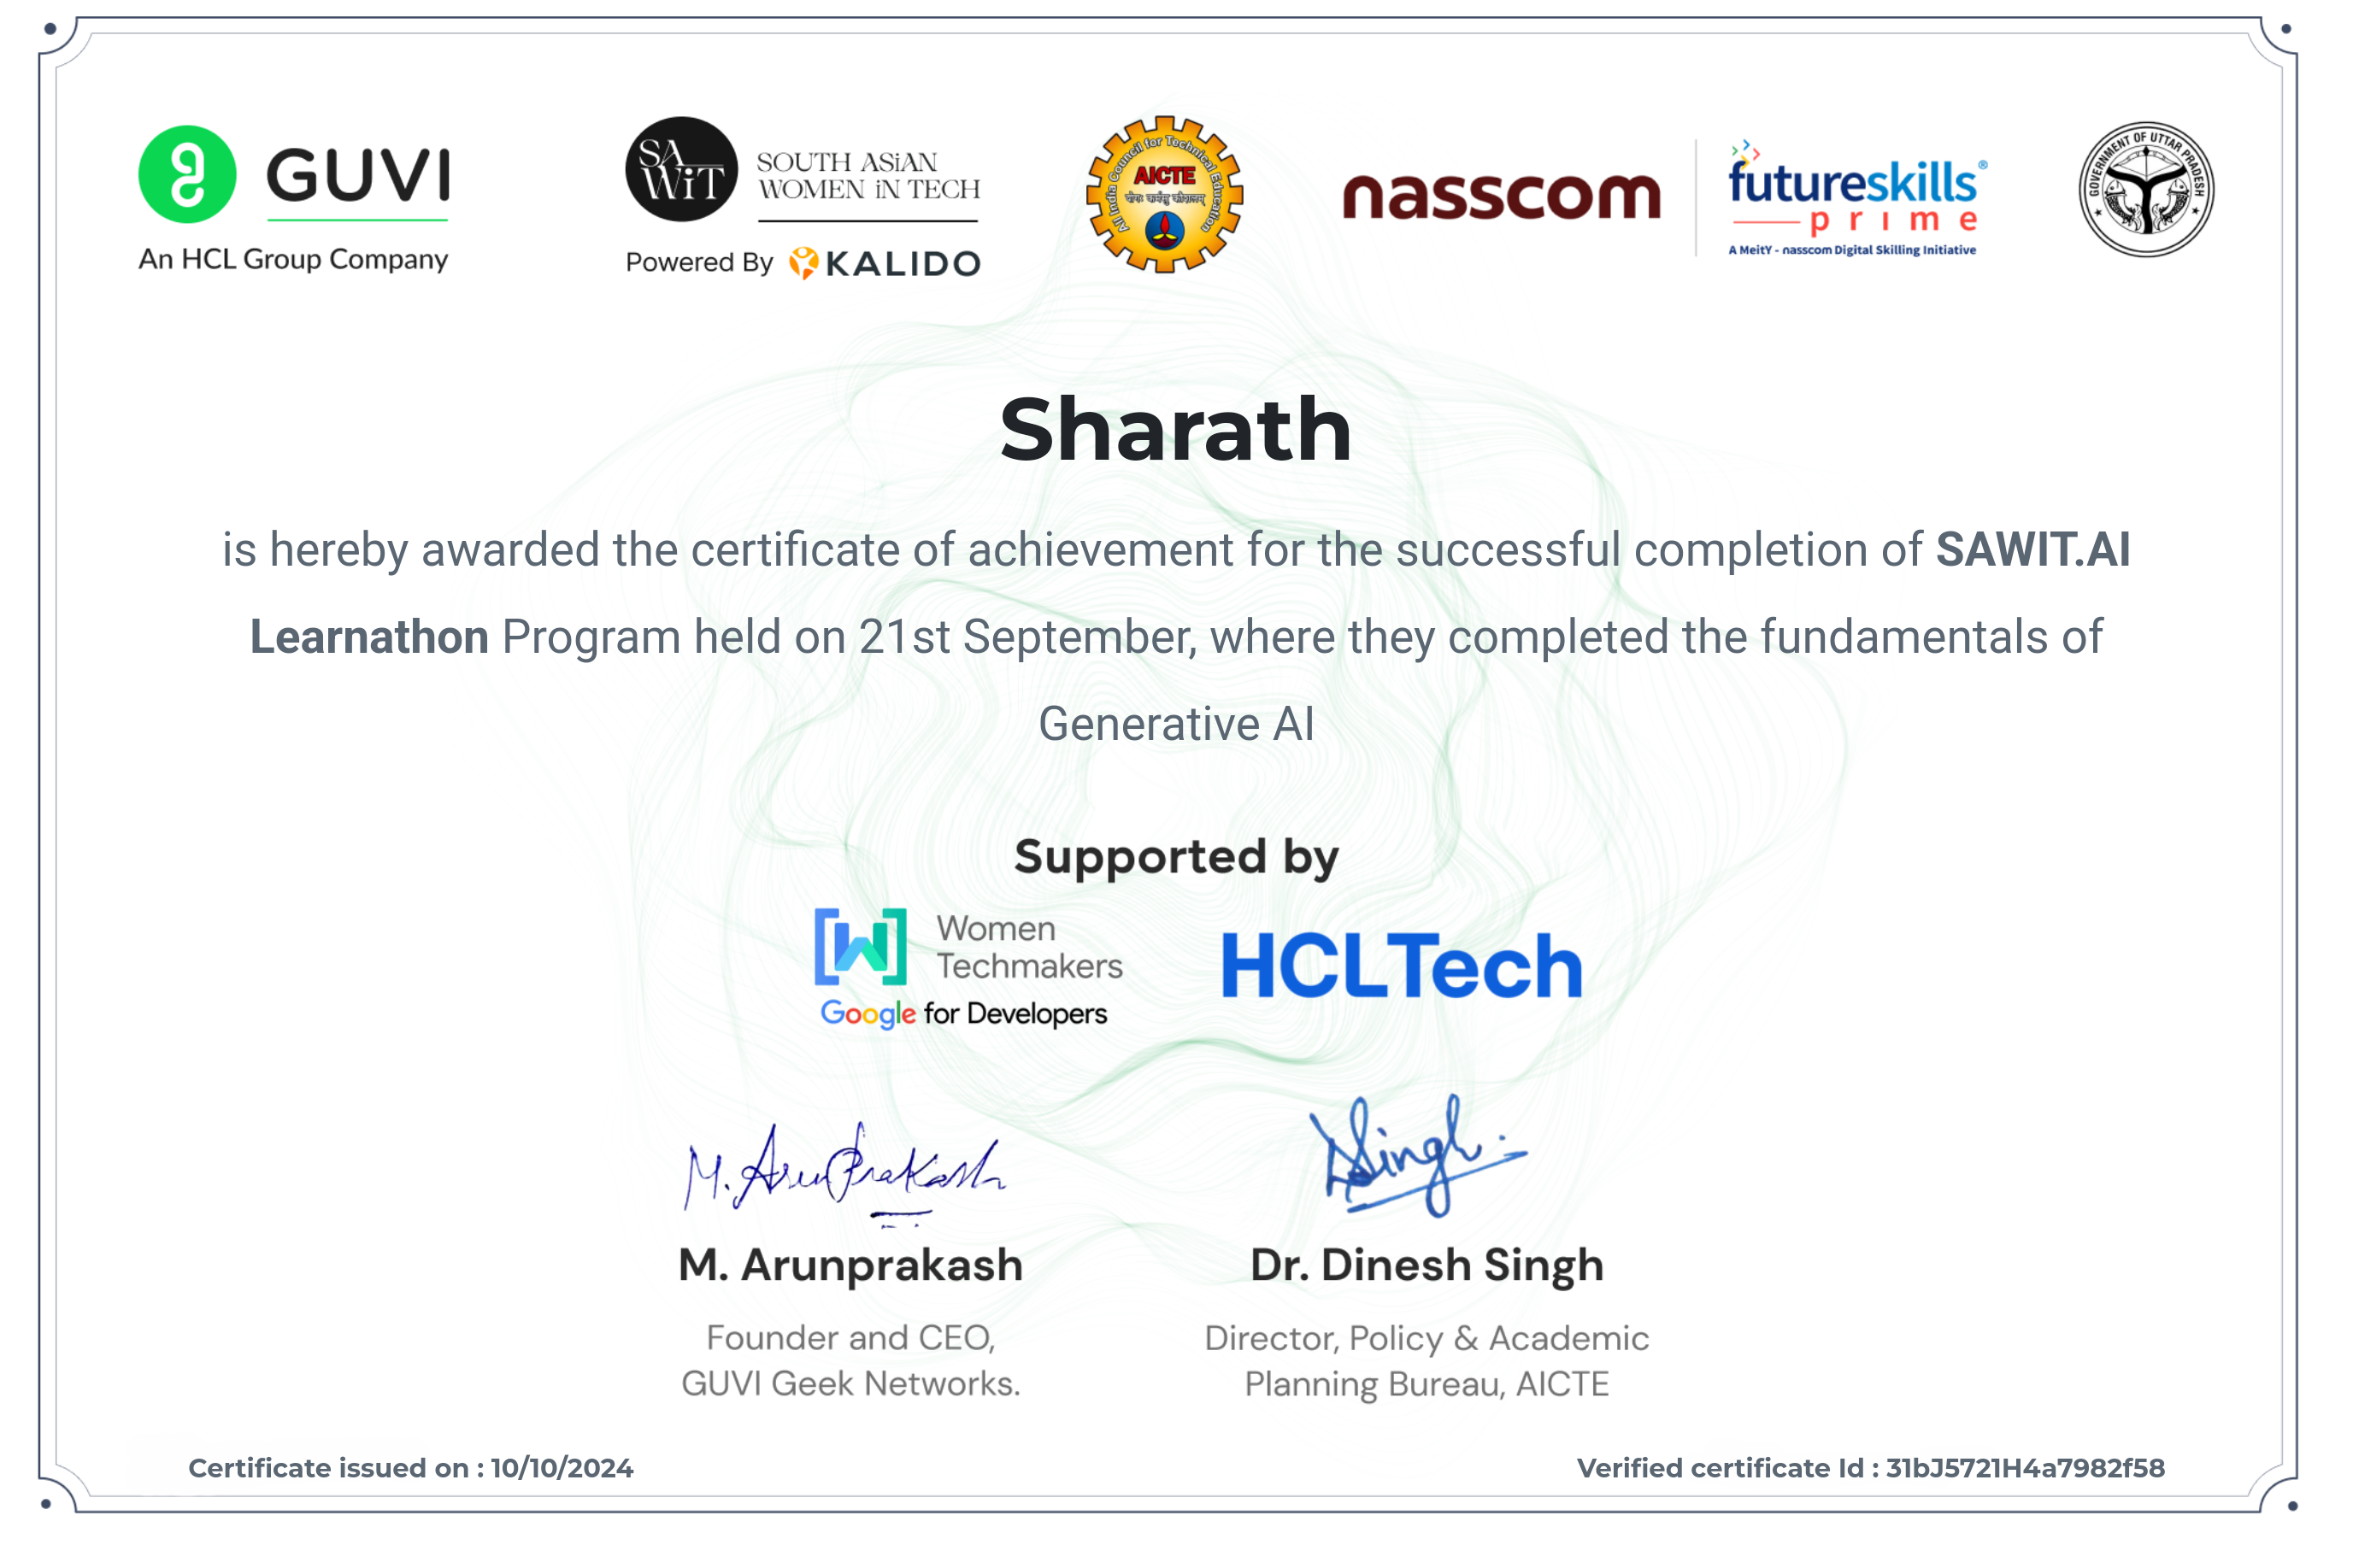 GUVI
An HCL Group Company
SA
WiT
SOUTH ASiAN
WOMEN iN TECH
Powered By KALIDO
All India Council for Technical Education
AICTE
योगः कर्मसु कौशलम्
nasscom
futureskills®
prime
A MeitY - nasscom Digital Skilling Initiative
GOVERNMENT OF UTTAR PRADESH
Sharath
is hereby awarded the certificate of achievement for the successful completion of SAWIT.AI
Learnathon Program held on 21st September, where they completed the fundamentals of
Generative AI
Supported by
Women
Techmakers
Google for Developers
HCLTech
M. Arunprakash
DSingh.
M. Arunprakash
Dr. Dinesh Singh
Founder and CEO,
GUVI Geek Networks.
Director, Policy & Academic
Planning Bureau, AICTE
Certificate issued on : 10/10/2024
Verified certificate Id : 31bJ5721H4a7982f58